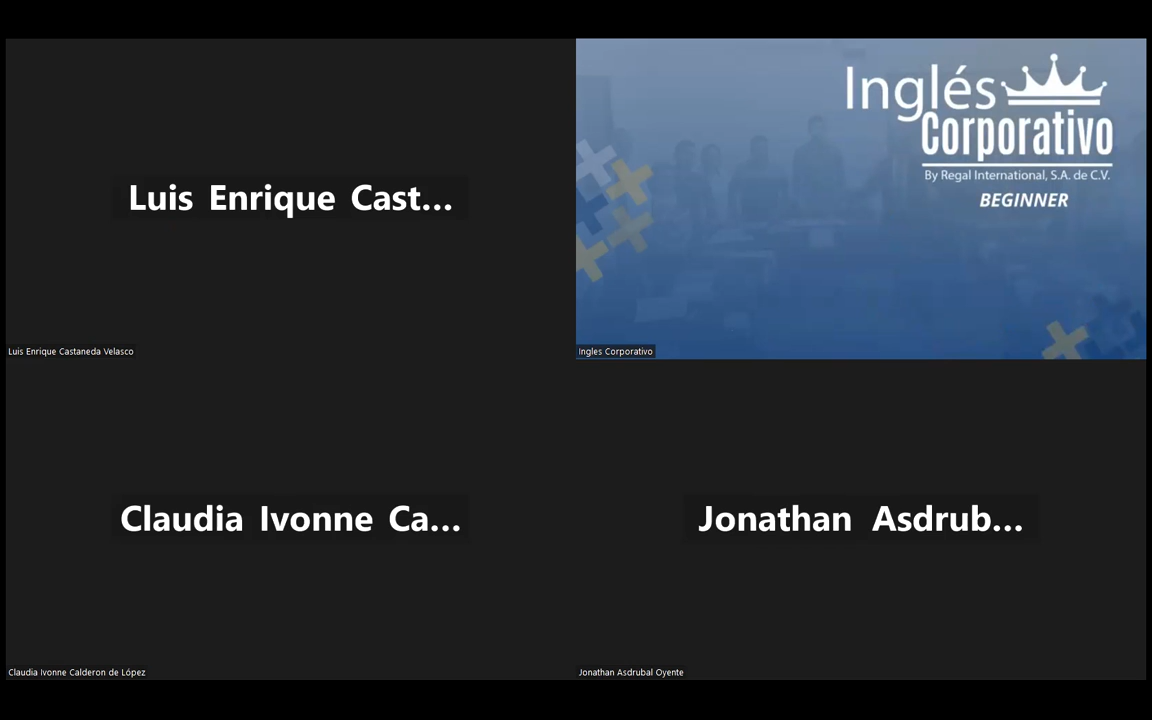 Luis Enrique Cast...
Luis Enrique Castaneda Velasco
Inglés
Corporativo
By Regal International, S.A. de C.V.
BEGINNER
Ingles Corporativo
Claudia Ivonne Ca...
Claudia Ivonne Calderon de López
Jonathan Asdrub...
Jonathan Asdrubal Oyente